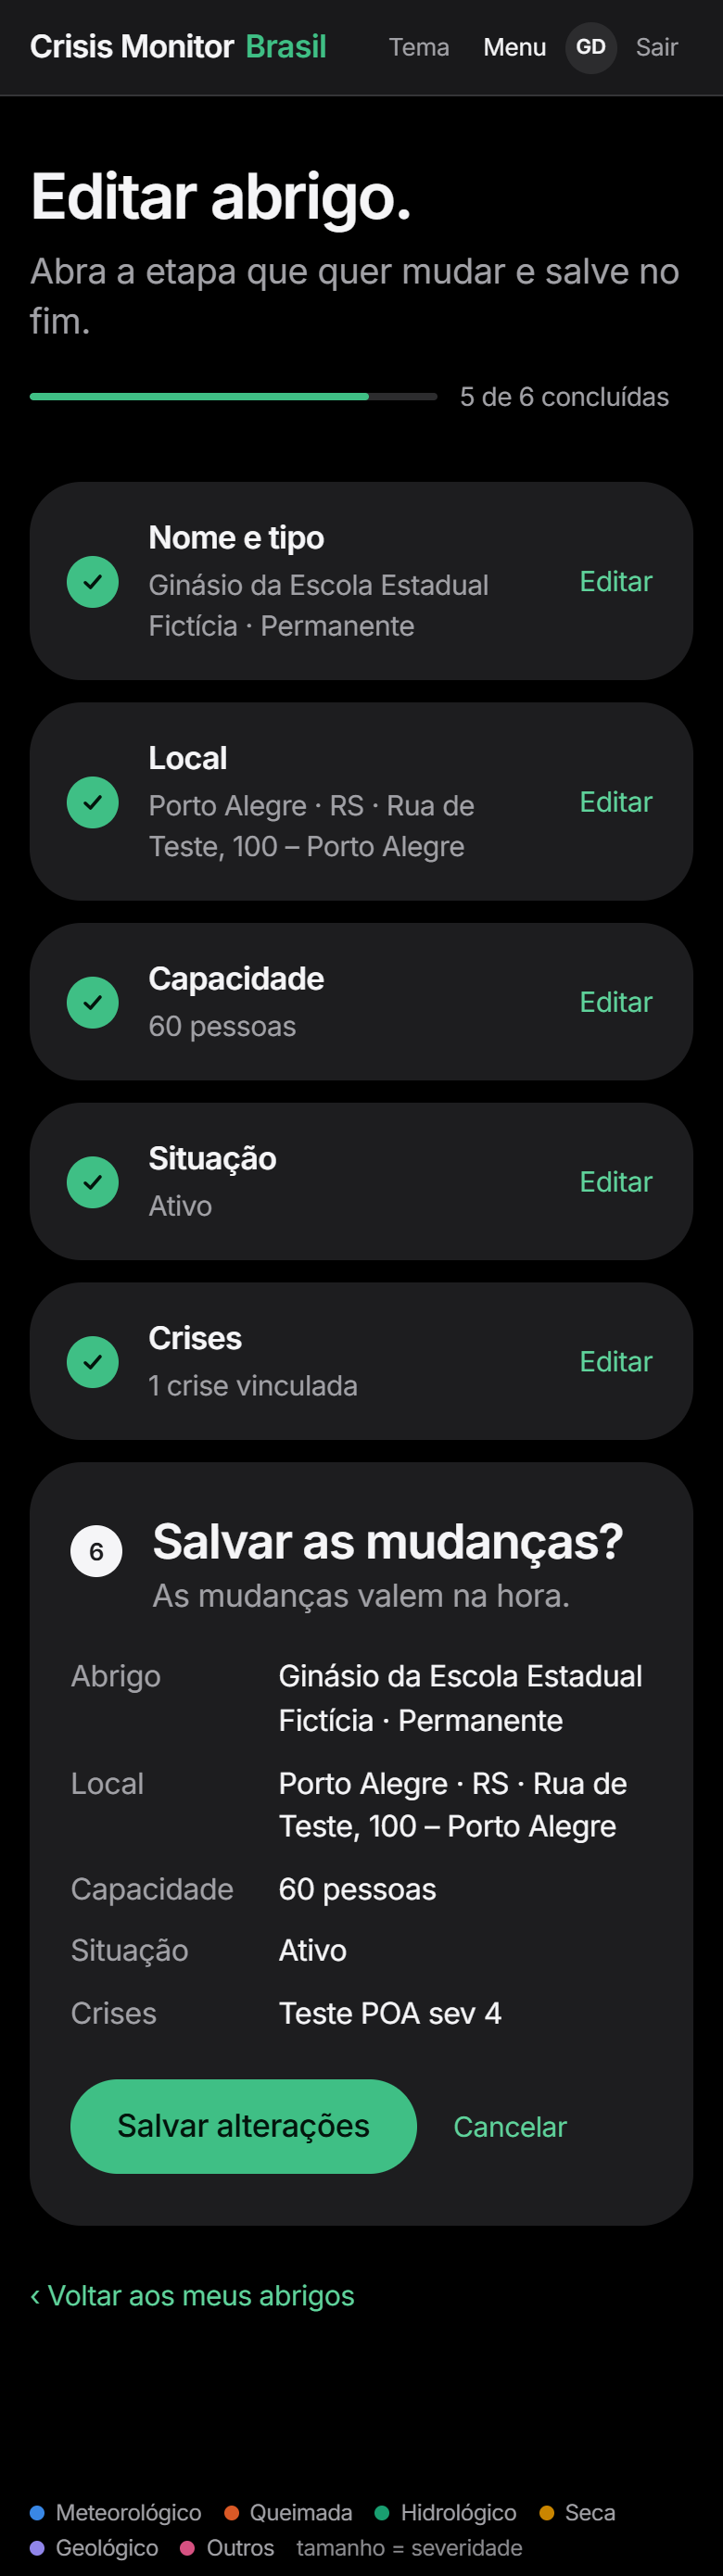 Crisis Monitor Brasil Tema Menu GD Sair
Editar abrigo.
Abra a etapa que quer mudar e salve no
fim.
5 de 6 concluídas
Nome e tipo
Ginásio da Escola Estadual
Fictícia · Permanente
Editar
Local
Porto Alegre · RS · Rua de
Teste, 100 – Porto Alegre
Editar
Capacidade
60 pessoas
Editar
Situação
Ativo
Editar
Crises
1 crise vinculada
Editar
6 Salvar as mudanças?
As mudanças valem na hora.
Abrigo Ginásio da Escola Estadual
Fictícia · Permanente
Local Porto Alegre · RS · Rua de
Teste, 100 – Porto Alegre
Capacidade 60 pessoas
Situação Ativo
Crises Teste POA sev 4
Salvar alterações Cancelar
‹ Voltar aos meus abrigos
Meteorológico Queimada Hidrológico Seca
Geológico Outros tamanho = severidade